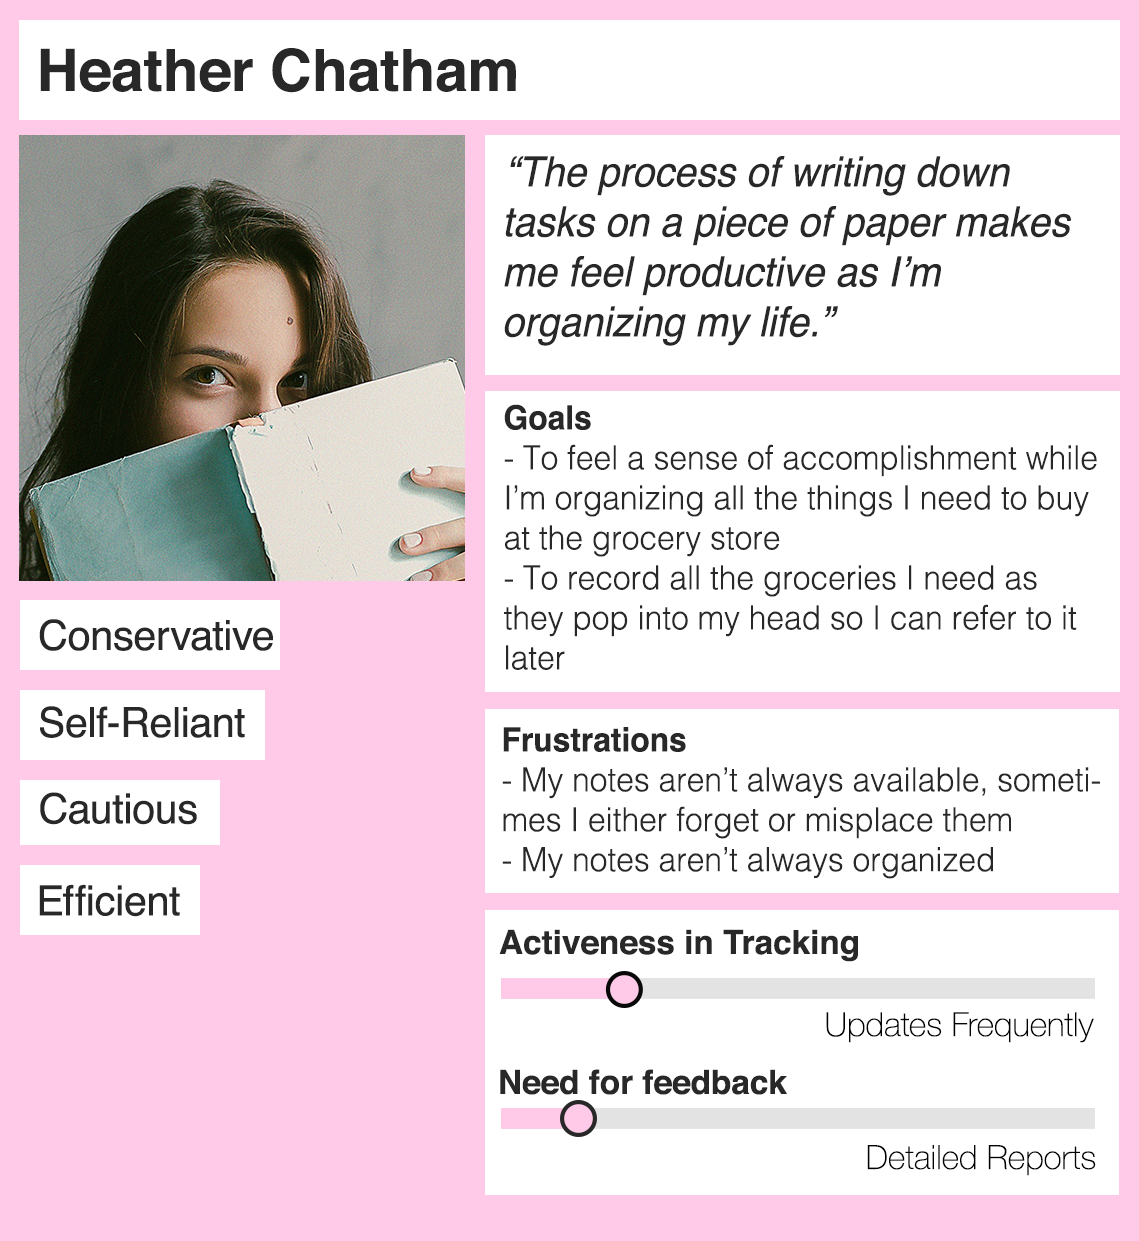 Heather Chatham
“The process of writing down
tasks on a piece of paper makes
me feel productive as I’m
organizing my life.”
Goals
- To feel a sense of accomplishment while
I’m organizing all the things I need to buy
at the grocery store
- To record all the groceries I need as
they pop into my head so I can refer to it
later
Frustrations
- My notes aren’t always available, someti-
mes I either forget or misplace them
- My notes aren’t always organized
Activeness in Tracking
Updates Frequently
Need for feedback
Detailed Reports
Conservative
Self-Reliant
Cautious
Efficient